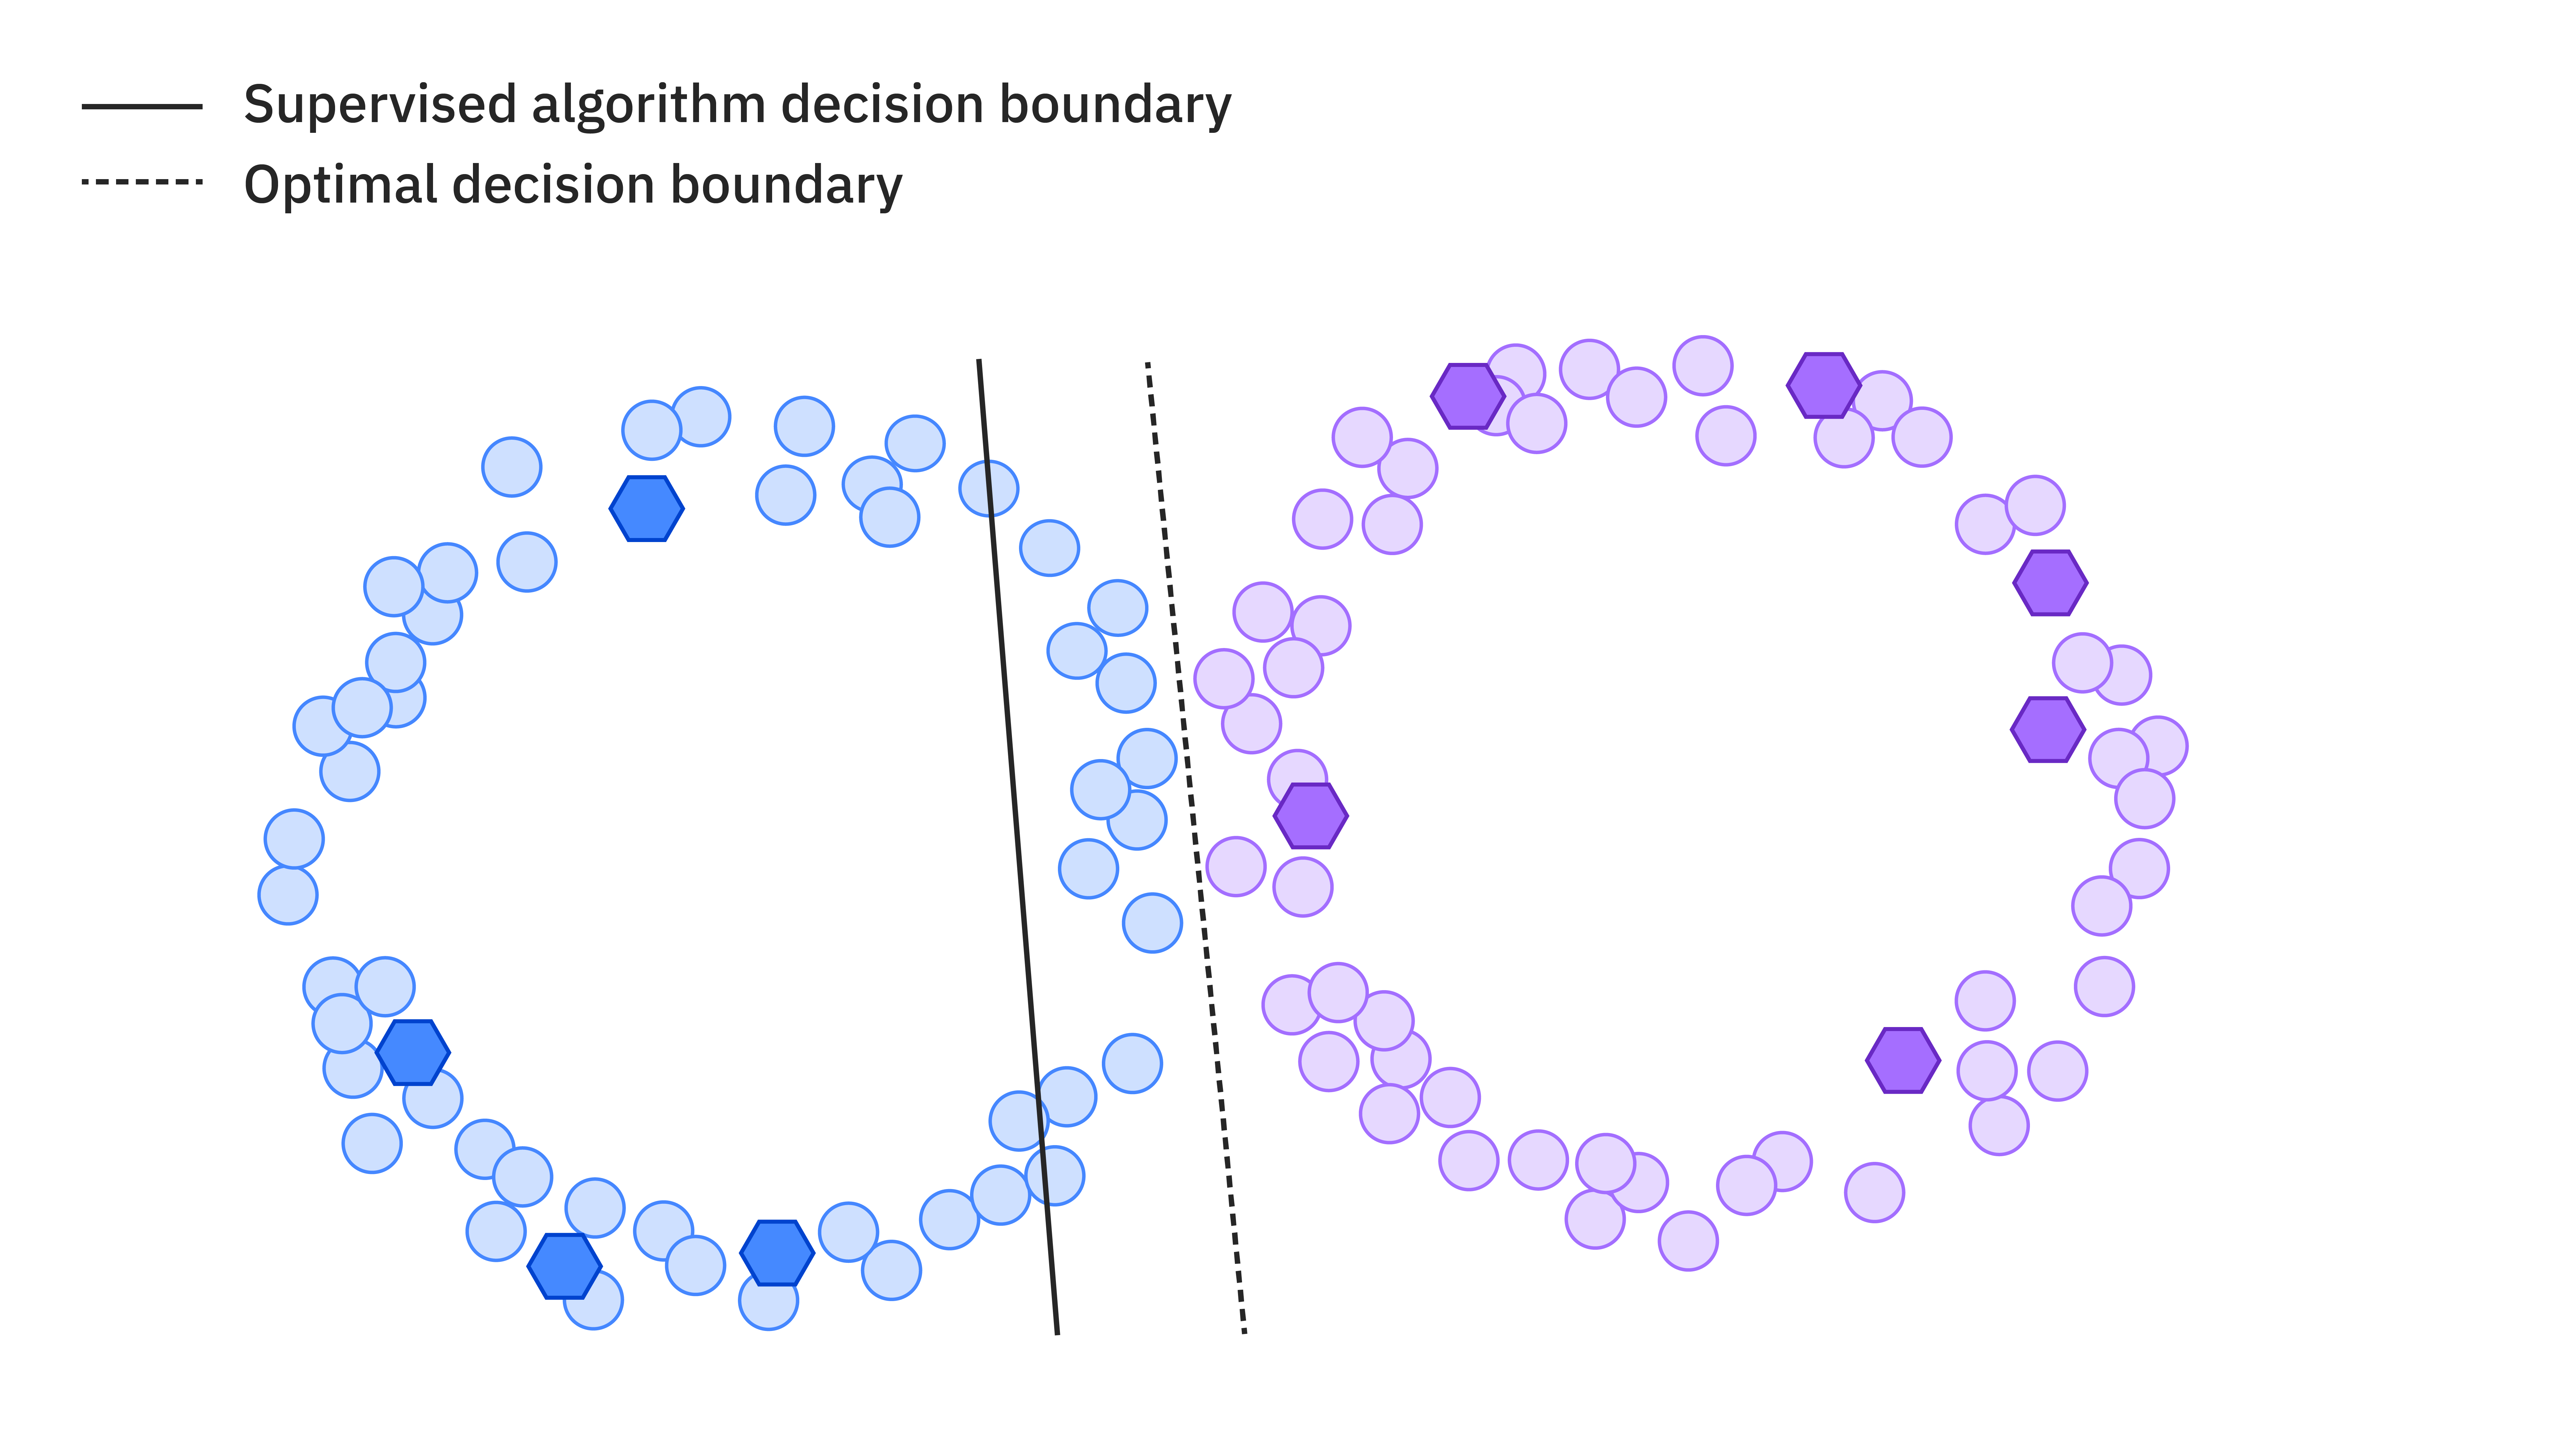 Supervised algorithm decision boundary
Optimal decision boundary